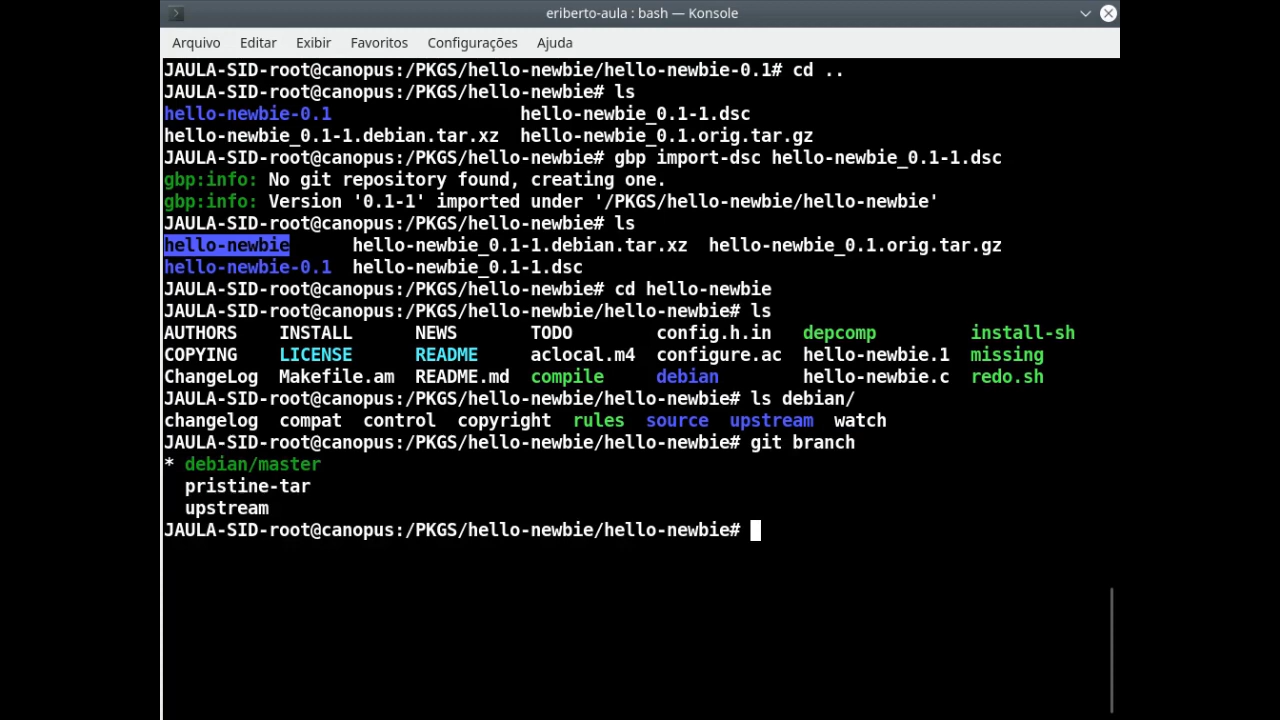 eriberto-aula : bash — Konsole
Arquivo Editar Exibir Favoritos Configurações Ajuda
JAULA-SID-root@canopus:/PKGS/hello-newbie/hello-newbie-0.1# cd ..
JAULA-SID-root@canopus:/PKGS/hello-newbie# ls
hello-newbie-0.1                  hello-newbie_0.1-1.dsc
hello-newbie_0.1-1.debian.tar.xz  hello-newbie_0.1.orig.tar.gz
JAULA-SID-root@canopus:/PKGS/hello-newbie# gbp import-dsc hello-newbie_0.1-1.dsc
gbp:info: No git repository found, creating one.
gbp:info: Version '0.1-1' imported under '/PKGS/hello-newbie/hello-newbie'
JAULA-SID-root@canopus:/PKGS/hello-newbie# ls
hello-newbie      hello-newbie_0.1-1.debian.tar.xz  hello-newbie_0.1.orig.tar.gz
hello-newbie-0.1  hello-newbie_0.1-1.dsc
JAULA-SID-root@canopus:/PKGS/hello-newbie# cd hello-newbie
JAULA-SID-root@canopus:/PKGS/hello-newbie/hello-newbie# ls
AUTHORS    INSTALL      NEWS       TODO        config.h.in   depcomp         install-sh
COPYING    LICENSE      README     aclocal.m4  configure.ac  hello-newbie.1  missing
ChangeLog  Makefile.am  README.md  compile     debian        hello-newbie.c  redo.sh
JAULA-SID-root@canopus:/PKGS/hello-newbie/hello-newbie# ls debian/
changelog  compat  control  copyright  rules  source  upstream  watch
JAULA-SID-root@canopus:/PKGS/hello-newbie/hello-newbie# git branch
* debian/master
  pristine-tar
  upstream
JAULA-SID-root@canopus:/PKGS/hello-newbie/hello-newbie#